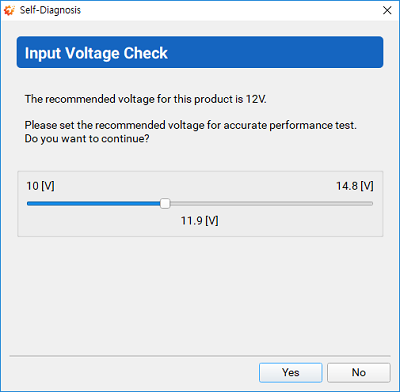 Self-Diagnosis
Input Voltage Check
The recommended voltage for this product is 12V.
Please set the recommended voltage for accurate performance test.
Do you want to continue?
10 [V] 14.8 [V]
11.9 [V]
Yes No